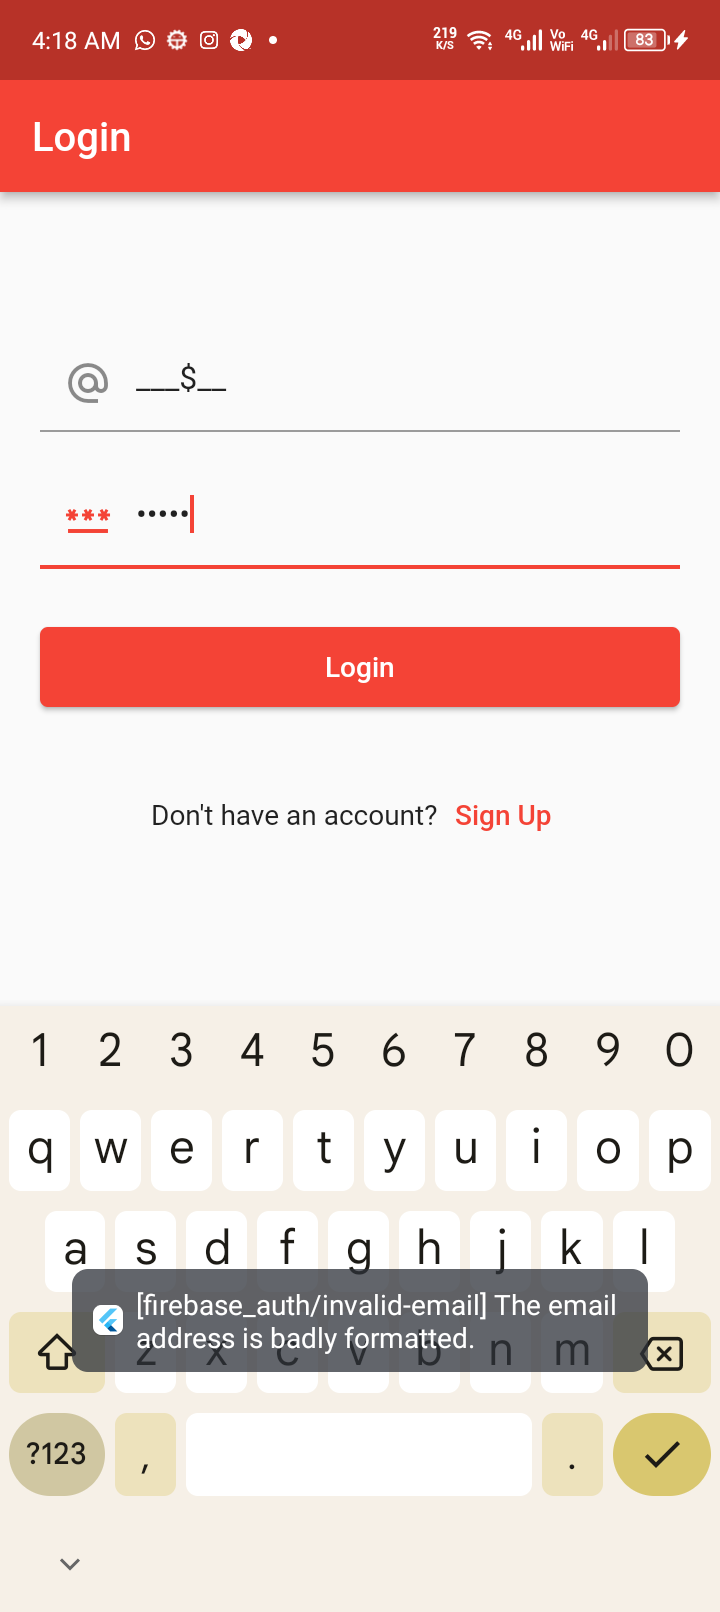 4:18 AM 219 K/S 4G Vo WiFi 4G 83
Login
@ ___$__
*** •••••
Login
Don't have an account? Sign Up
1 2 3 4 5 6 7 8 9 0
q w e r t y u i o p
a s d f g h j k l
[firebase_auth/invalid-email] The email
address is badly formatted.
z x c v b n m
?123 , .